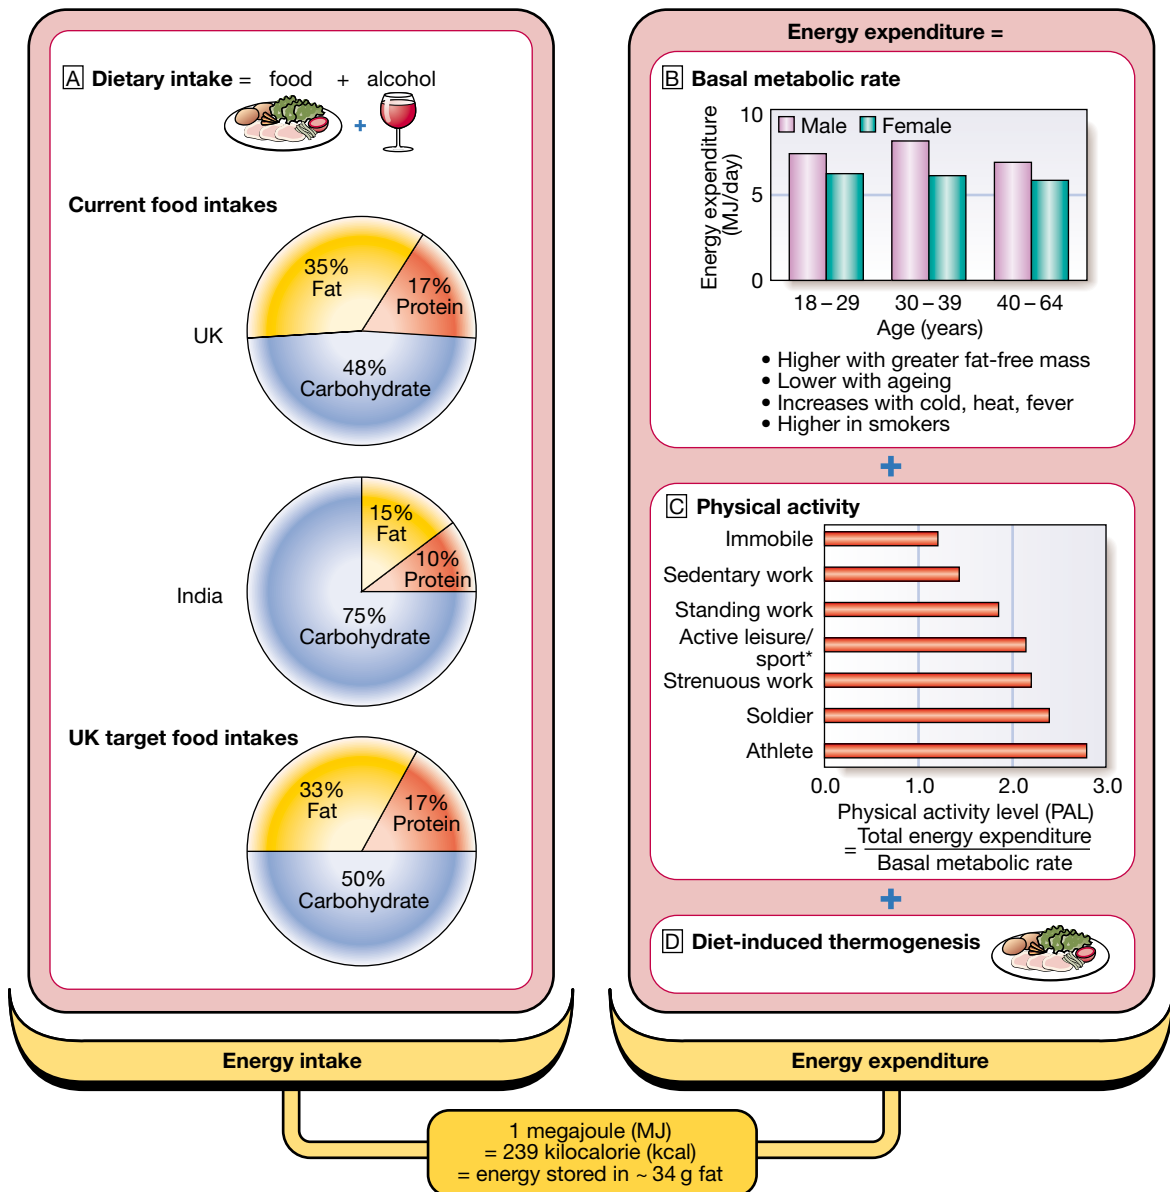 A Dietary intake = food + alcohol
+
Current food intakes
35%
Fat
17%
Protein
UK
48%
Carbohydrate
15%
Fat
10%
Protein
India
75%
Carbohydrate
UK target food intakes
33%
Fat
17%
Protein
50%
Carbohydrate
Energy intake
Energy expenditure =
B Basal metabolic rate
Energy expenditure
(MJ/day)
10
5
0
Male Female
18 – 29 30 – 39 40 – 64
Age (years)
• Higher with greater fat-free mass
• Lower with ageing
• Increases with cold, heat, fever
• Higher in smokers
+
C Physical activity
Immobile
Sedentary work
Standing work
Active leisure/
sport*
Strenuous work
Soldier
Athlete
0.0 1.0 2.0 3.0
Physical activity level (PAL)
= Total energy expenditure
Basal metabolic rate
+
D Diet-induced thermogenesis
Energy expenditure
1 megajoule (MJ)
= 239 kilocalorie (kcal)
= energy stored in ~ 34 g fat